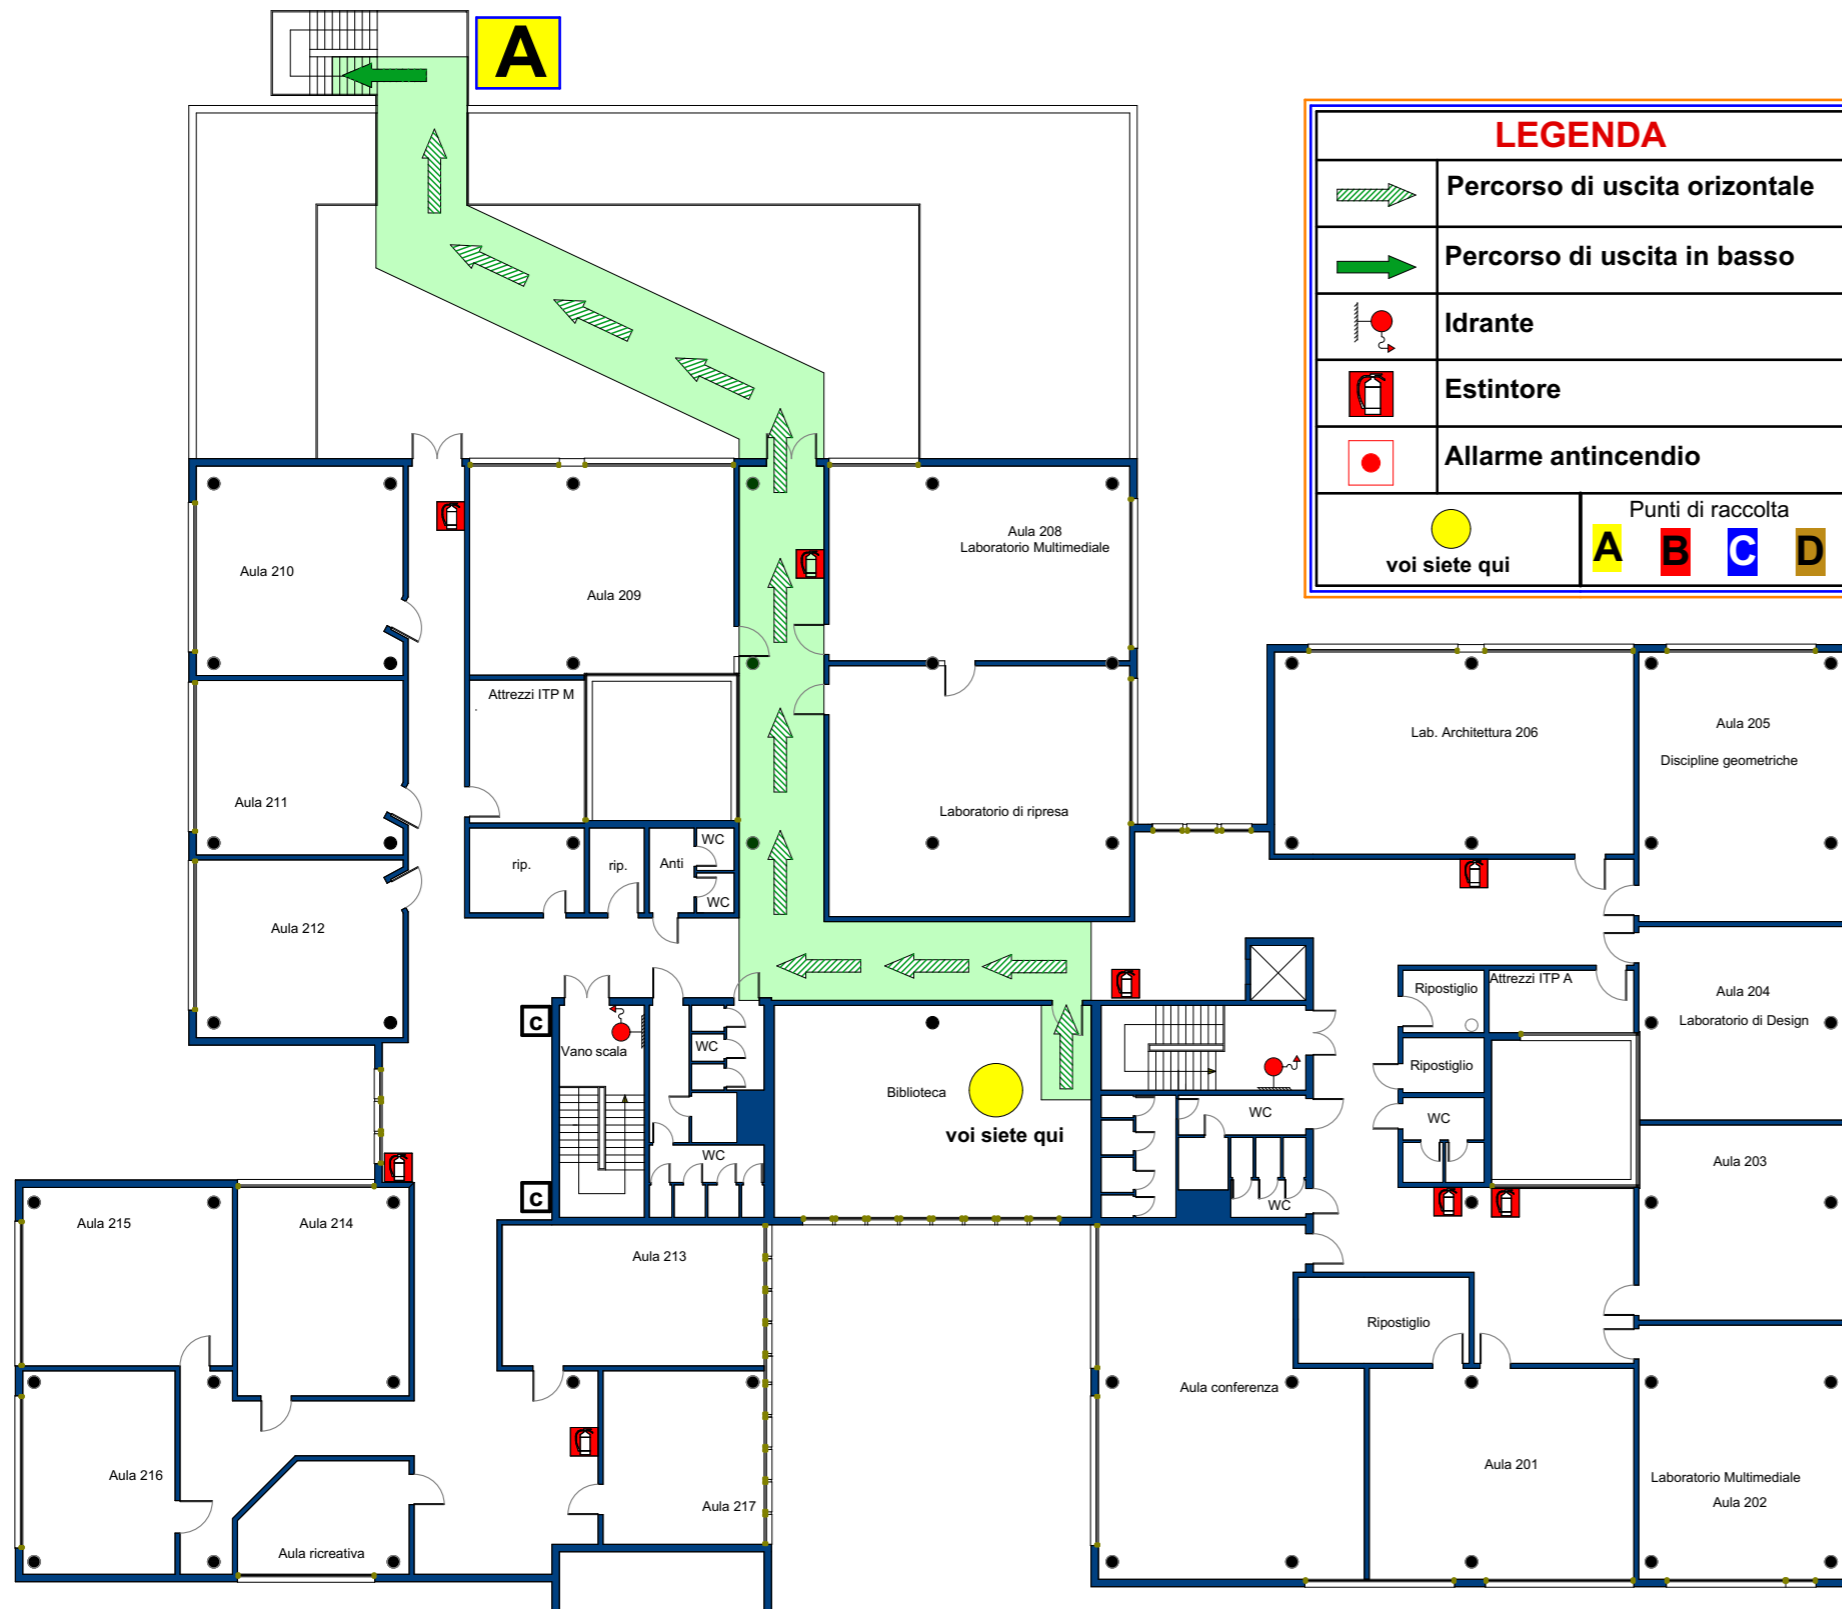 A
LEGENDA
Percorso di uscita orizontale
Percorso di uscita in basso
Idrante
Estintore
Allarme antincendio
voi siete qui
Punti di raccolta
A B C D
Aula 210
Aula 209
Aula 208
Laboratorio Multimediale
Attrezzi ITP M
Aula 211
Laboratorio di ripresa
Lab. Architettura 206
Aula 205
Discipline geometriche
rip.
rip.
Anti
WC
WC
Aula 212
Ripostiglio
Attrezzi ITP A
Aula 204
Laboratorio di Design
c
Vano scala
WC
Biblioteca
voi siete qui
Ripostiglio
WC
WC
WC
c
WC
Aula 203
Aula 215
Aula 214
Aula 213
Ripostiglio
Aula conferenza
Aula 216
Aula 217
Aula ricreativa
Aula 201
Laboratorio Multimediale
Aula 202